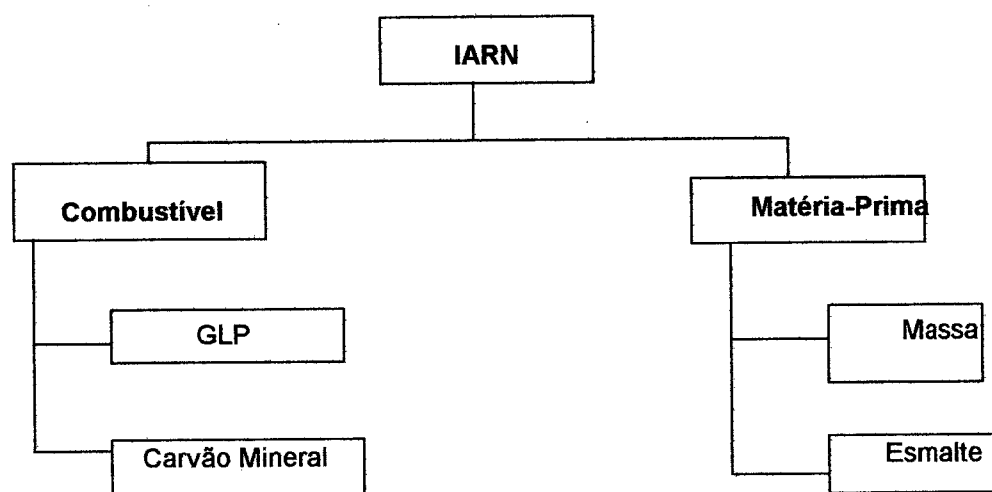 IARN
Combustível
Matéria-Prima
GLP
Massa
Carvão Mineral
Esmalte